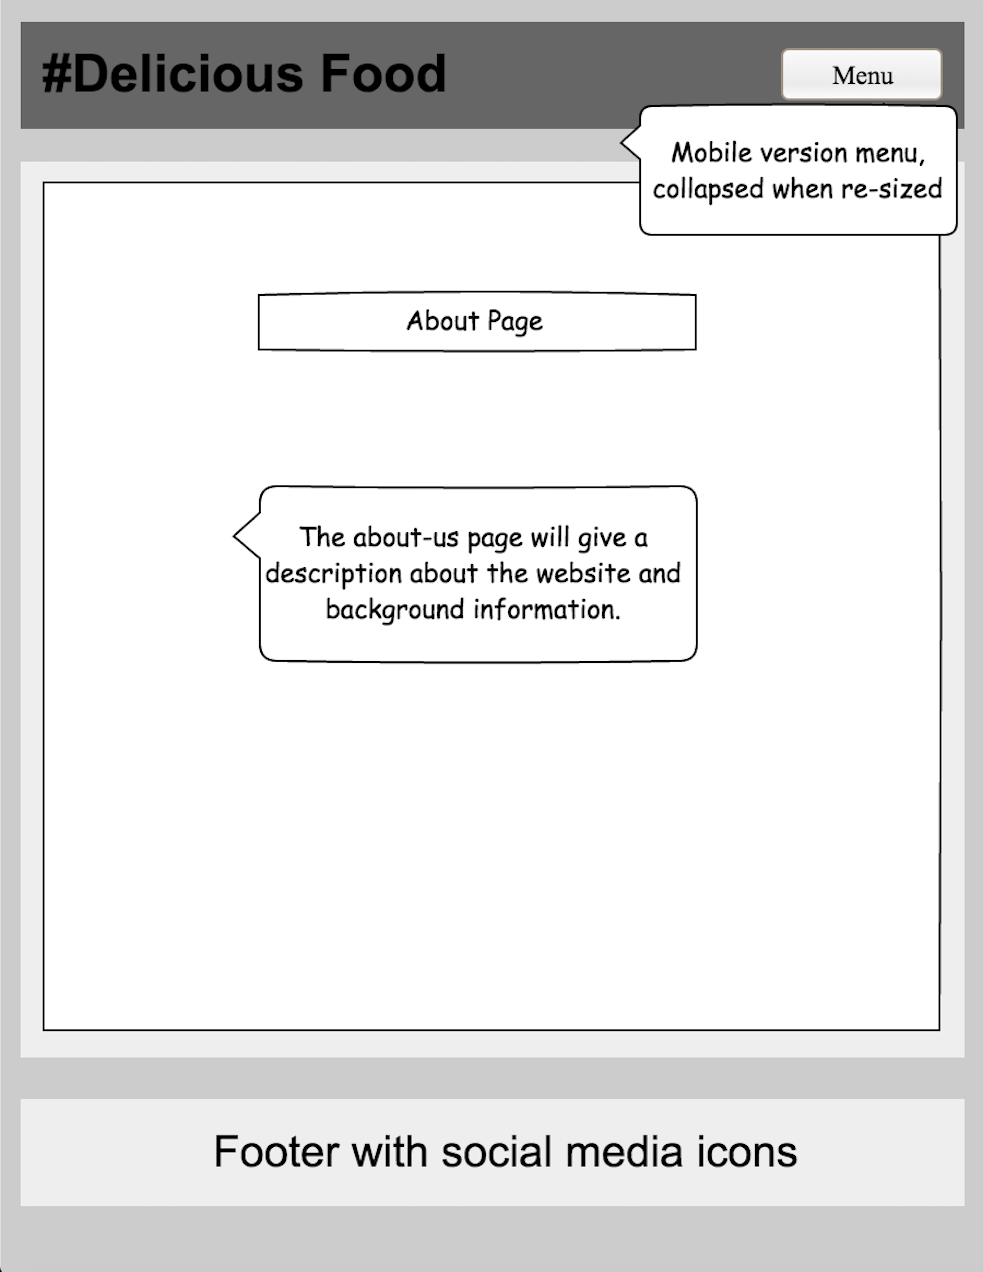 #Delicious Food
Menu
Mobile version menu,
collapsed when re-sized
About Page
The about-us page will give a
description about the website and
background information.
Footer with social media icons